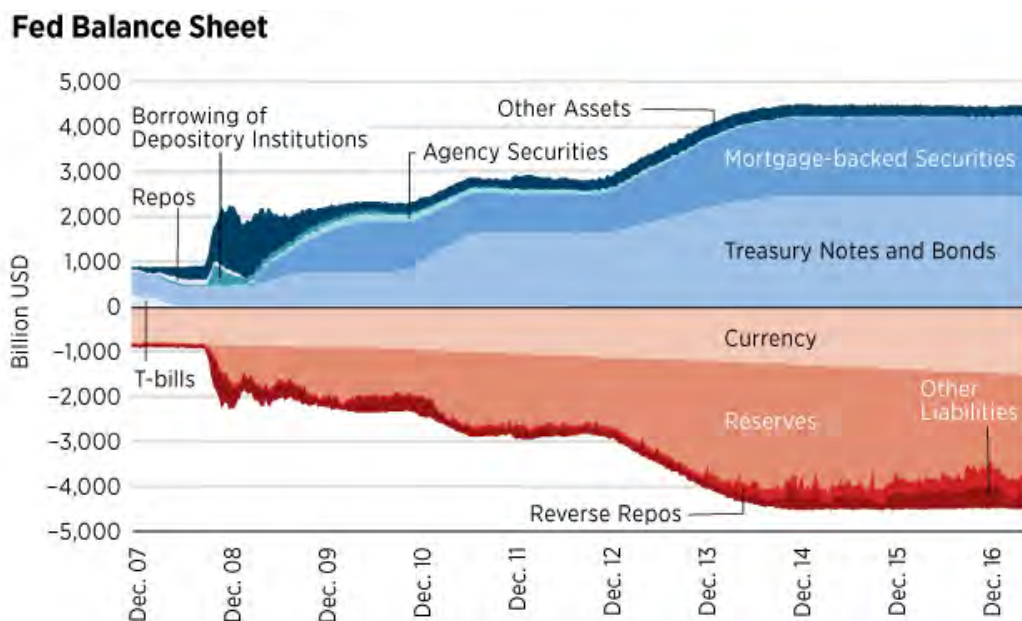 Fed Balance Sheet
Billion USD
5,000
4,000
3,000
2,000
1,000
0
−1,000
−2,000
−3,000
−4,000
−5,000
Borrowing of
Depository Institutions
Repos
Other Assets
Agency Securities
Mortgage-backed Securities
Treasury Notes and Bonds
Currency
T-bills
Reserves
Other
Liabilities
Reverse Repos
Dec. 07
Dec. 08
Dec. 09
Dec. 10
Dec. 11
Dec. 12
Dec. 13
Dec. 14
Dec. 15
Dec. 16